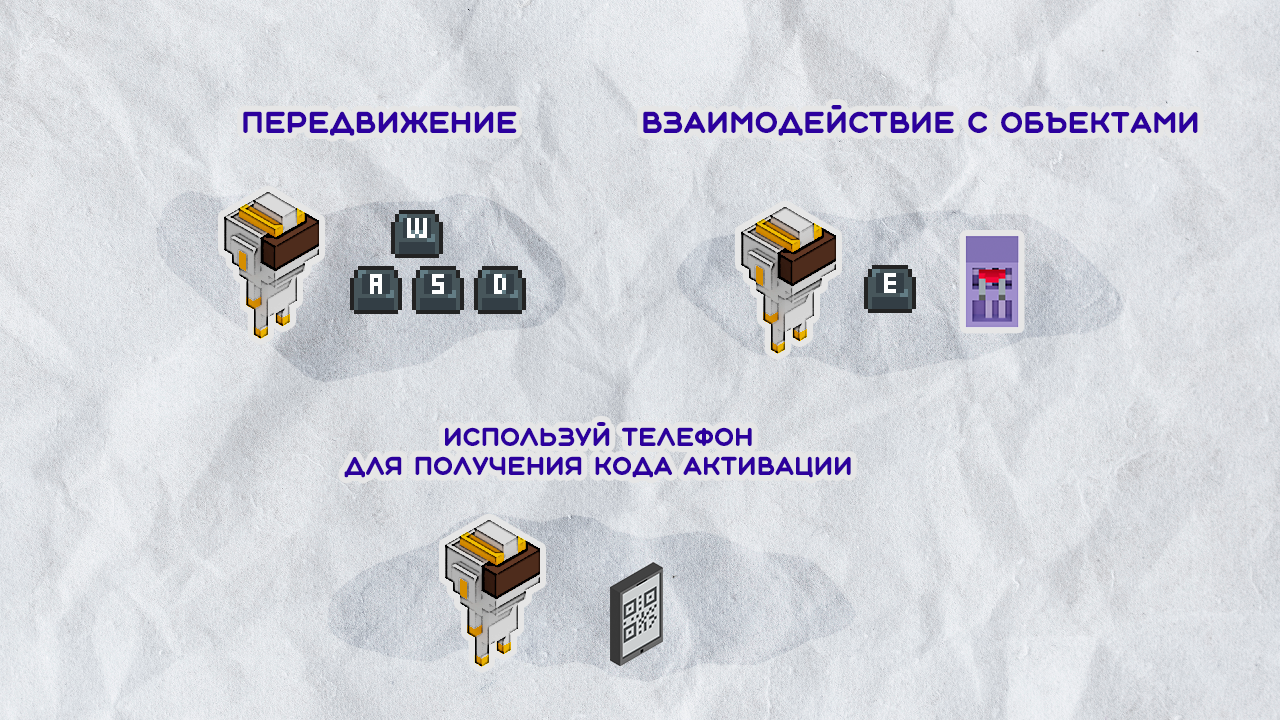 ПЕРЕДВИЖЕНИЕ
W
A S D
ВЗАИМОДЕЙСТВИЕ С ОБЪЕКТАМИ
E
ИСПОЛЬЗУЙ ТЕЛЕФОН
ДЛЯ ПОЛУЧЕНИЯ КОДА АКТИВАЦИИ